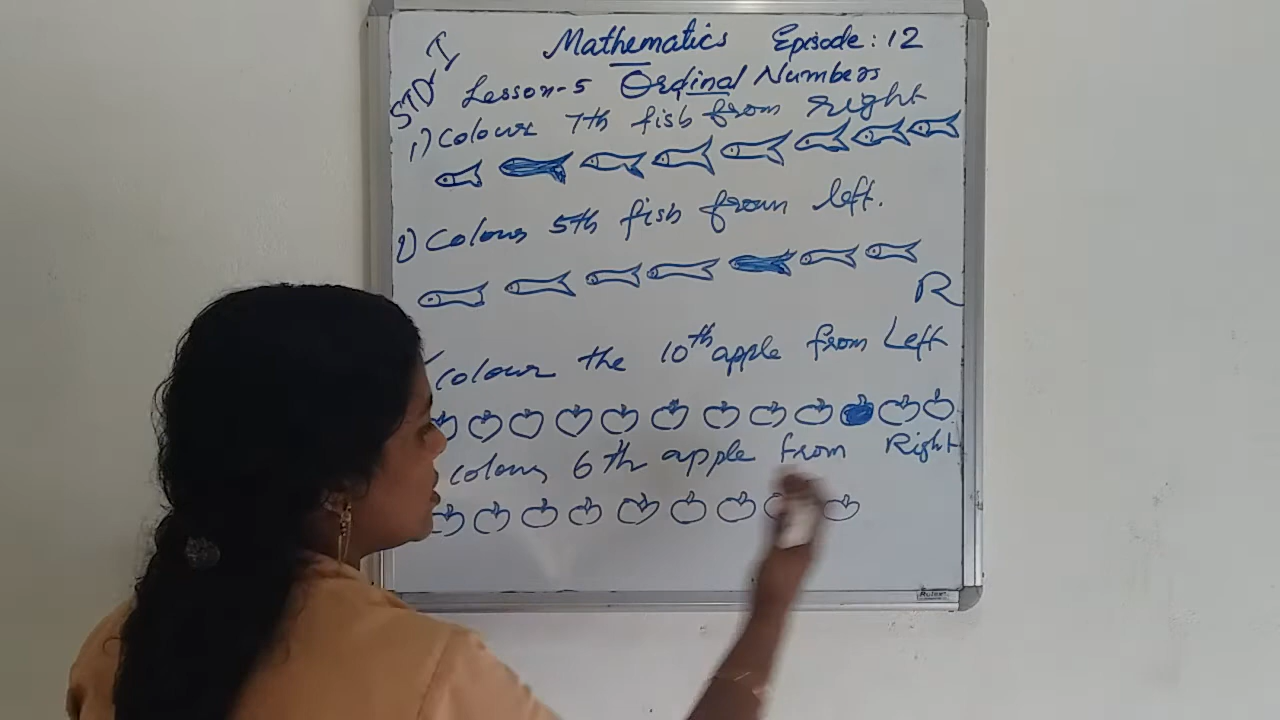 Mathematics Episode: 12
STD-I
Lesson-5 Ordinal Numbers
1) Colour 7th fish from right
2) Colour 5th fish from left.
R
Colour the 10th apple from Left
colour 6th apple from Right